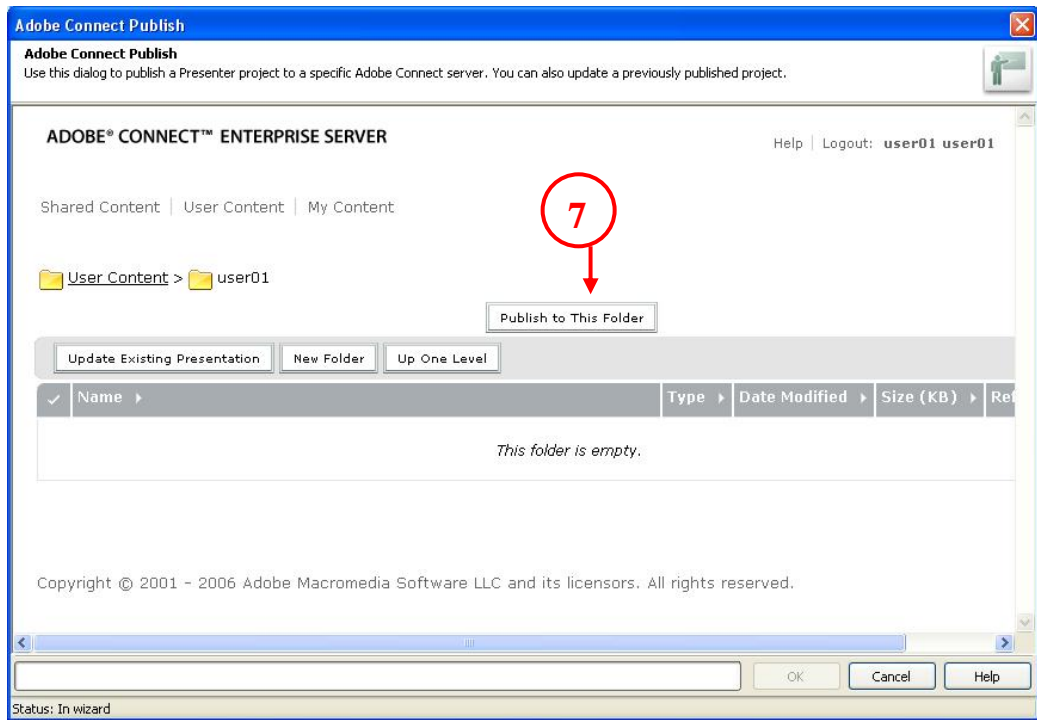 Adobe Connect Publish
Adobe Connect Publish
Use this dialog to publish a Presenter project to a specific Adobe Connect server. You can also update a previously published project.
ADOBE® CONNECT™ ENTERPRISE SERVER
Help | Logout: user01 user01
Shared Content | User Content | My Content
7
User Content > user01
Publish to This Folder
Update Existing Presentation New Folder Up One Level
Name Type Date Modified Size (KB) Ref
This folder is empty.
Copyright © 2001 - 2006 Adobe Macromedia Software LLC and its licensors. All rights reserved.
OK Cancel Help
Status: In wizard